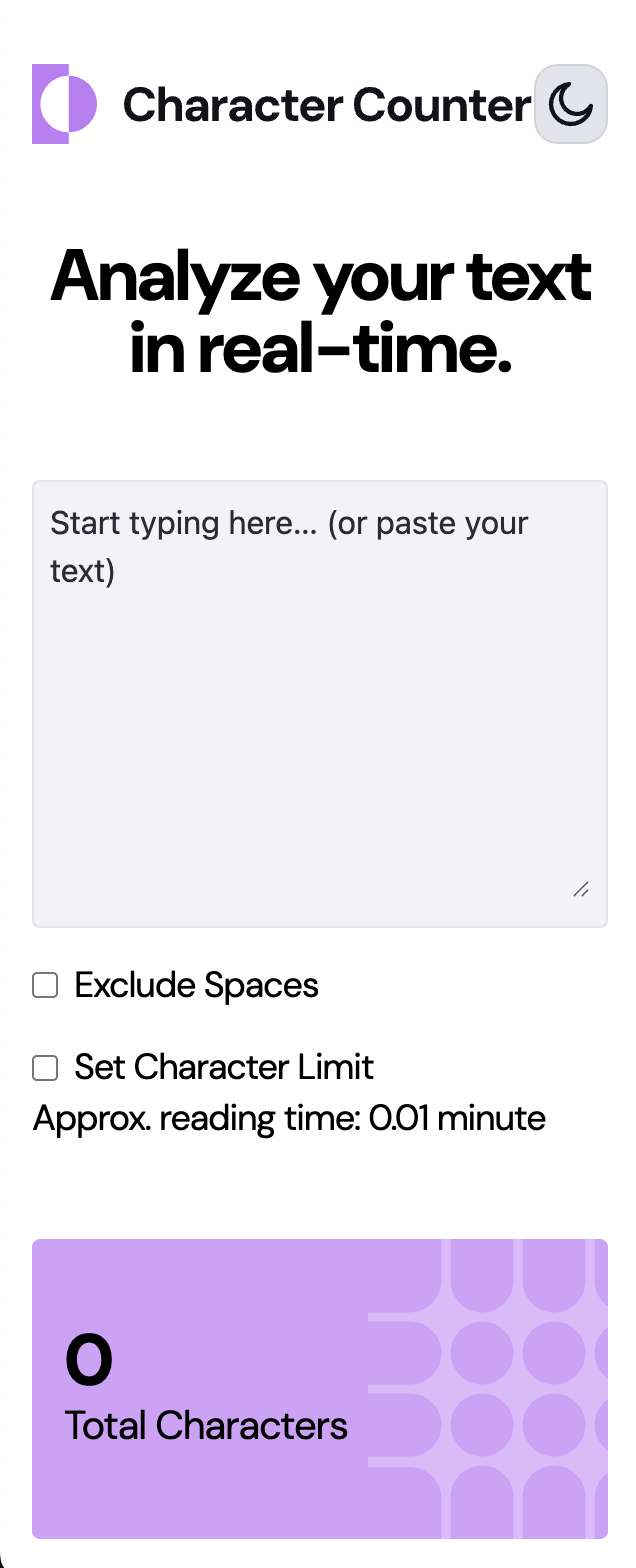 Character Counter
Analyze your text
in real-time.
Start typing here... (or paste your
text)
Exclude Spaces
Set Character Limit
Approx. reading time: 0.01 minute
0
Total Characters